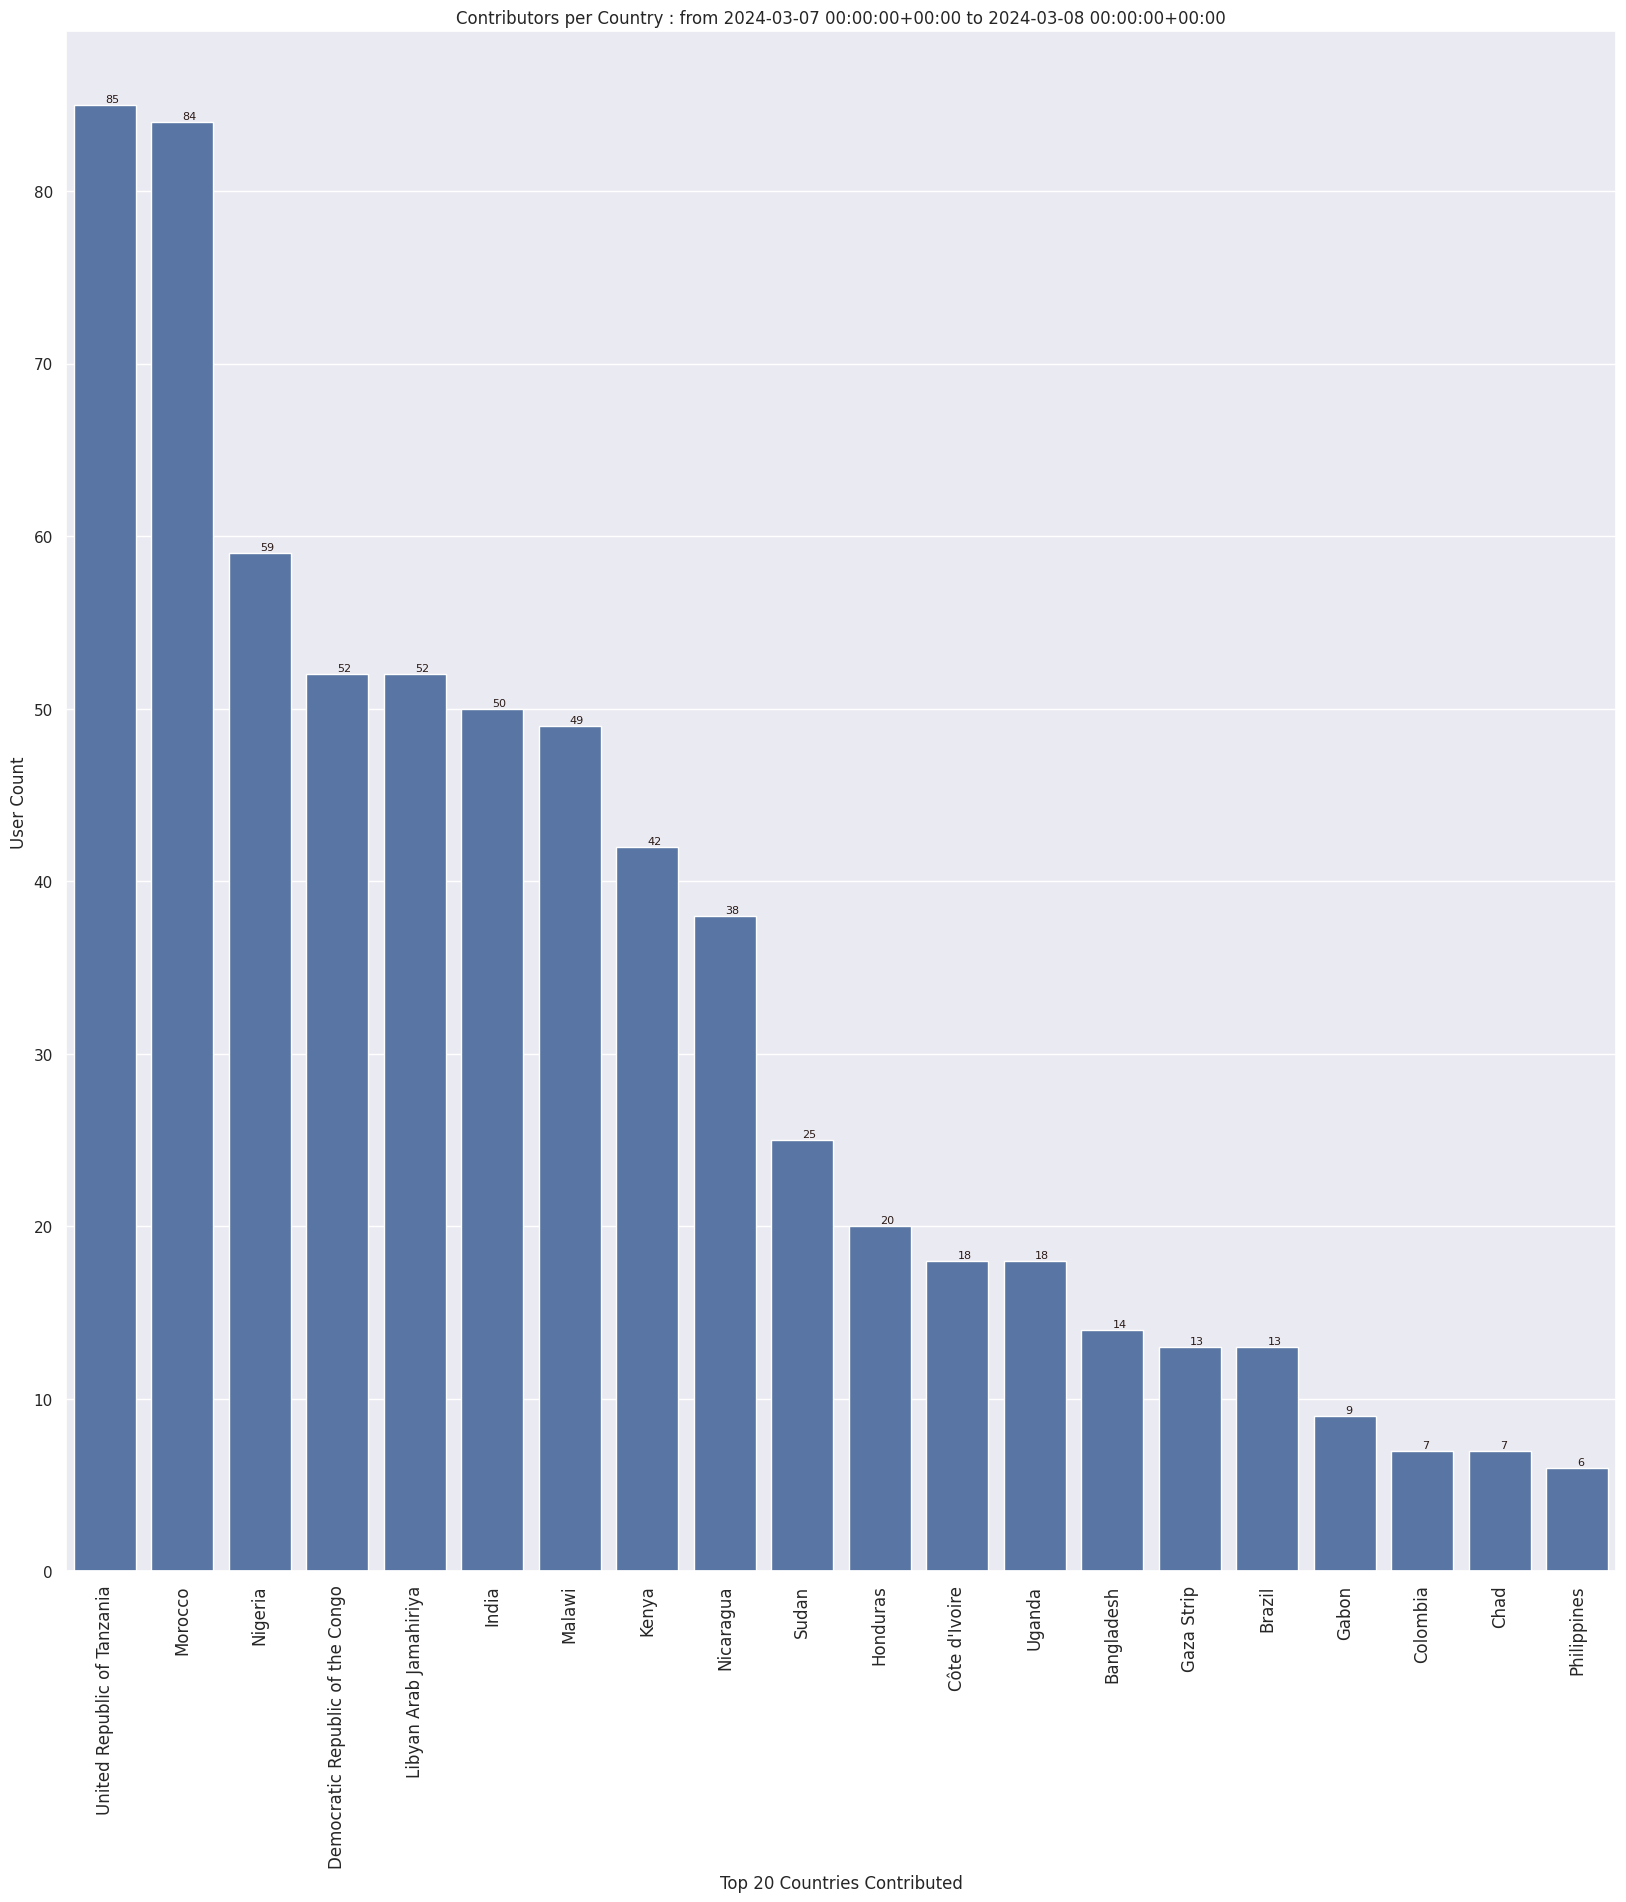 Contributors per Country : from 2024-03-07 00:00:00+00:00 to 2024-03-08 00:00:00+00:00
User Count
80
70
60
50
40
30
20
10
0
85
84
59
52
52
50
49
42
38
25
20
18
18
14
13
13
9
7
7
6
United Republic of Tanzania
Morocco
Nigeria
Democratic Republic of the Congo
Libyan Arab Jamahiriya
India
Malawi
Kenya
Nicaragua
Sudan
Honduras
Côte d'Ivoire
Uganda
Bangladesh
Gaza Strip
Brazil
Gabon
Colombia
Chad
Philippines
Top 20 Countries Contributed